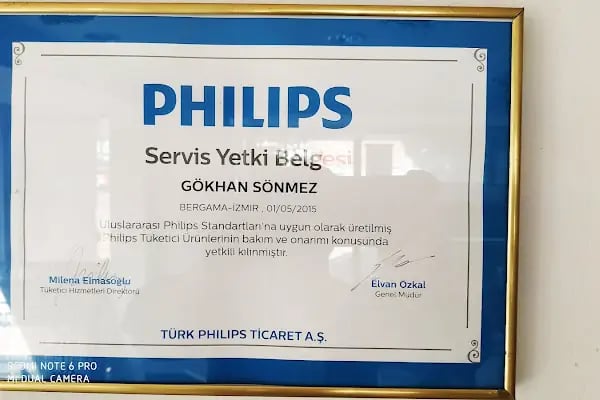 PHILIPS
Servis Yetki Belgesi
GÖKHAN SÖNMEZ
BERGAMA-İZMİR , 01/05/2015
Uluslararası Philips Standartları'na uygun olarak üretilmiş
Philips Tüketici Ürünlerinin bakım ve onarımı konusunda
yetkili kılınmıştır.
Milena Elmasoğlu
Tüketici Hizmetleri Direktörü
Elvan Özkal
Genel Müdür
TÜRK PHILIPS TİCARET A.Ş.
REDMI NOTE 6 PRO
MI DUAL CAMERA